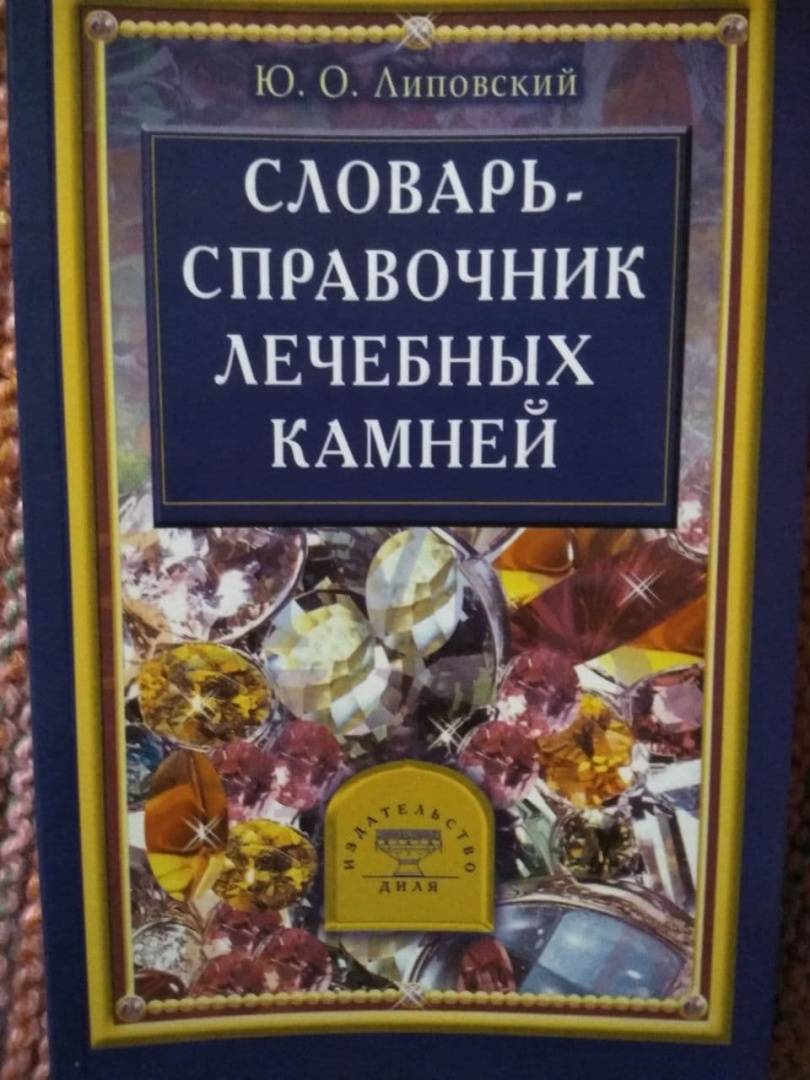 Ю. О. Липовский
СЛОВАРЬ-
СПРАВОЧНИК
ЛЕЧЕБНЫХ
КАМНЕЙ
ИЗДАТЕЛЬСТВО
ДИЛЯ